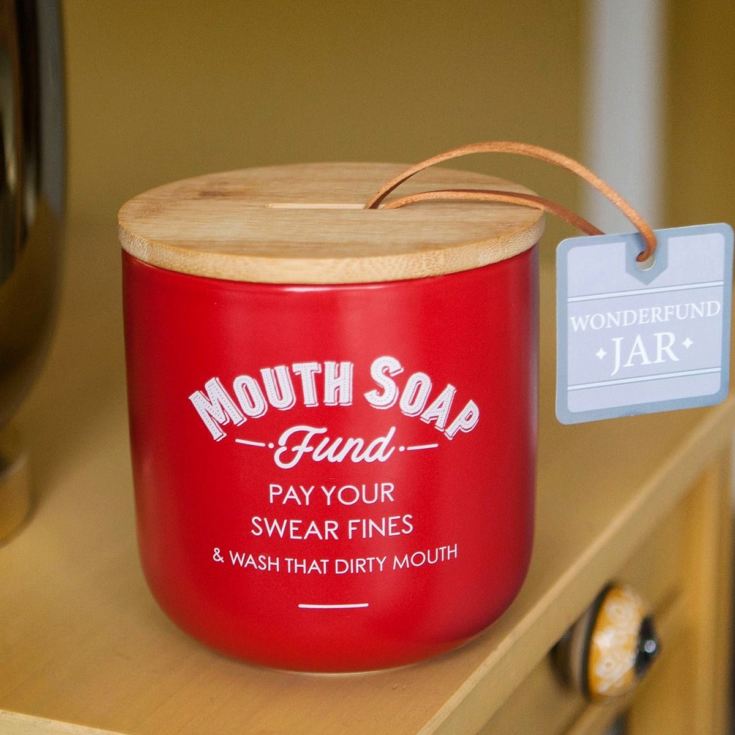 MOUTH SOAP
Fund
PAY YOUR
SWEAR FINES
& WASH THAT DIRTY MOUTH
WONDERFUND
JAR